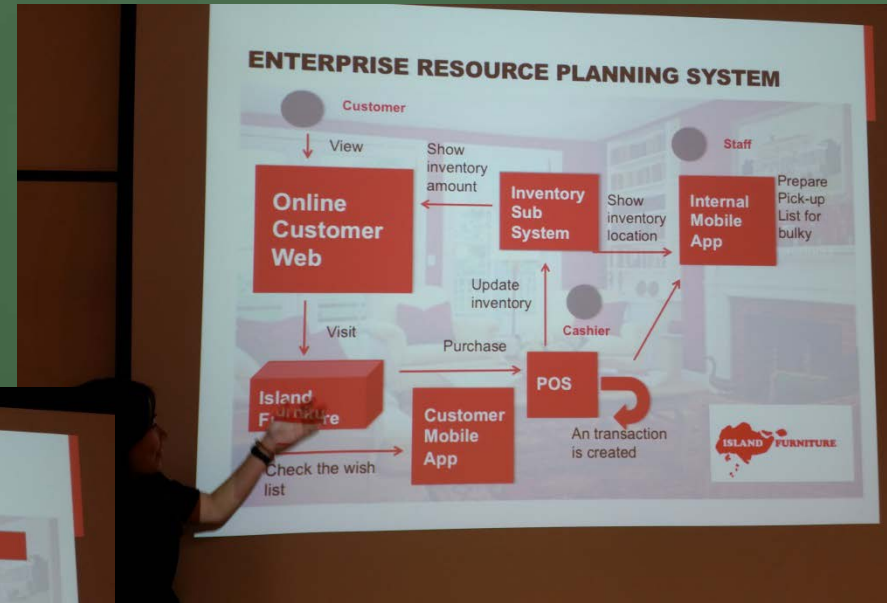 ENTERPRISE RESOURCE PLANNING SYSTEM
Customer
View
Show
inventory
amount
Online
Customer
Web
Inventory
Sub
System
Show
inventory
location
Staff
Internal
Mobile
App
Prepare
Pick-up
List for
bulky
Update
inventory
Cashier
Visit
Purchase
Island
POS
Customer
Mobile
App
An transaction
is created
Check the wish
list
ISLAND FURNITURE